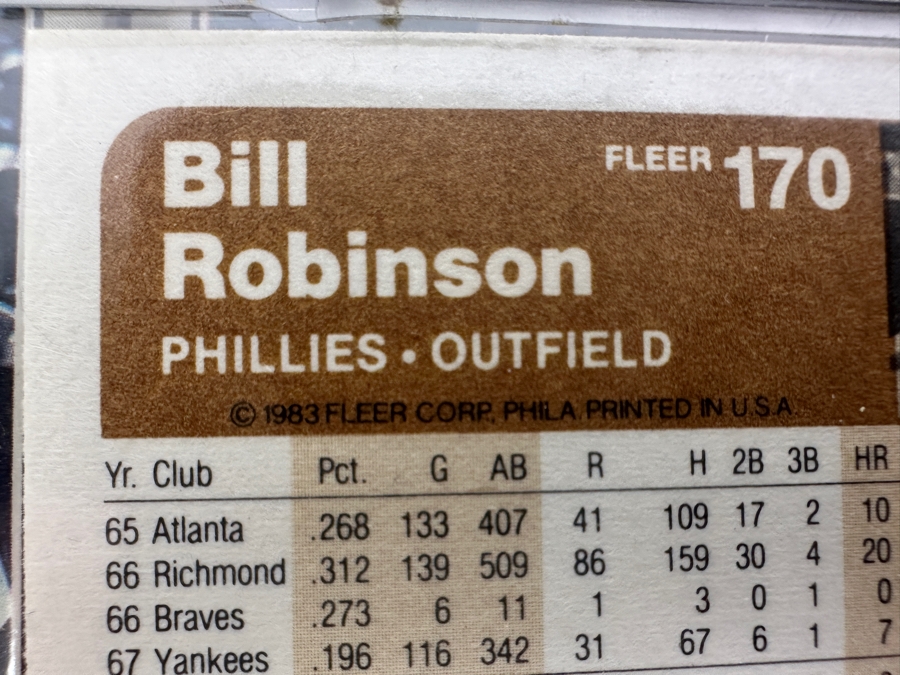 Bill
Robinson
FLEER 170
PHILLIES • OUTFIELD
© 1983 FLEER CORP. PHILA PRINTED IN U.S.A.
Yr. Club Pct. G AB R H 2B 3B HR
65 Atlanta .268 133 407 41 109 17 2 10
66 Richmond .312 139 509 86 159 30 4 20
66 Braves .273 6 11 1 3 0 1 0
67 Yankees .196 116 342 31 67 6 1 7